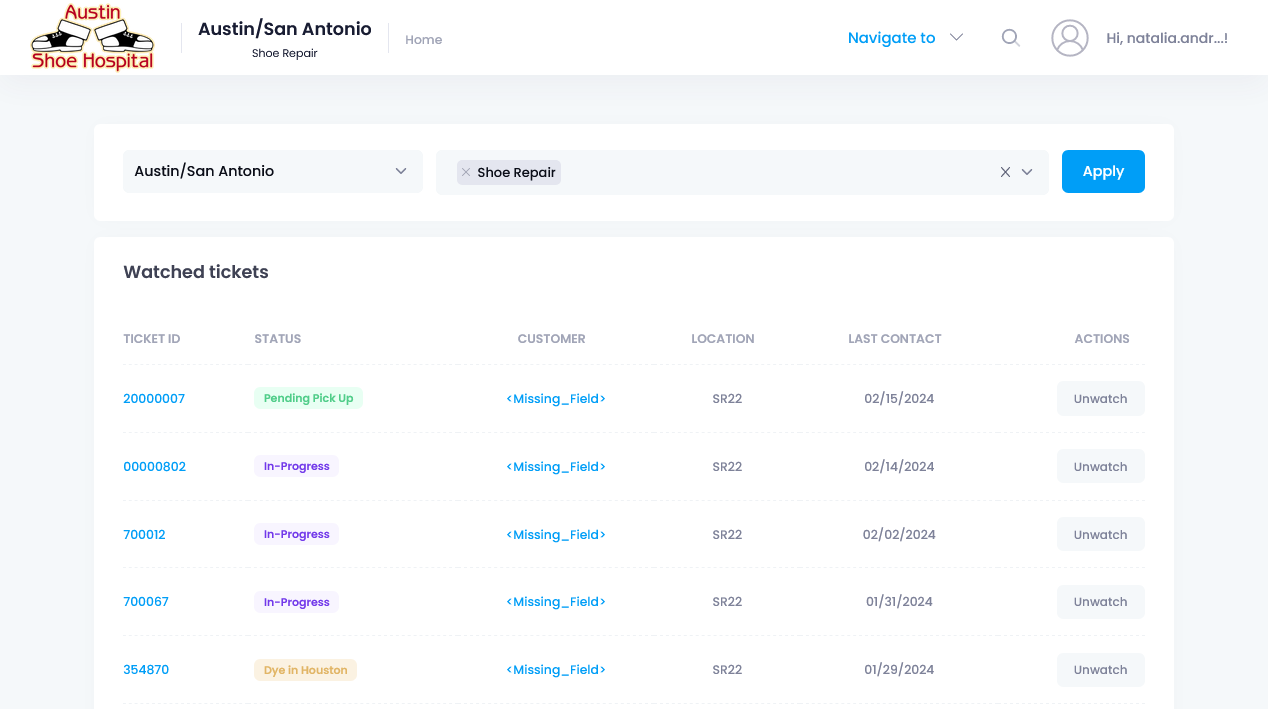 Austin
Shoe Hospital
Austin/San Antonio
Shoe Repair
Home
Navigate to
Hi, natalia.andr...!
Austin/San Antonio
Shoe Repair
Apply
Watched tickets
TICKET ID STATUS CUSTOMER LOCATION LAST CONTACT ACTIONS
20000007 Pending Pick Up <Missing_Field> SR22 02/15/2024 Unwatch
00000802 In-Progress <Missing_Field> SR22 02/14/2024 Unwatch
700012 In-Progress <Missing_Field> SR22 02/02/2024 Unwatch
700067 In-Progress <Missing_Field> SR22 01/31/2024 Unwatch
354870 Dye in Houston <Missing_Field> SR22 01/29/2024 Unwatch